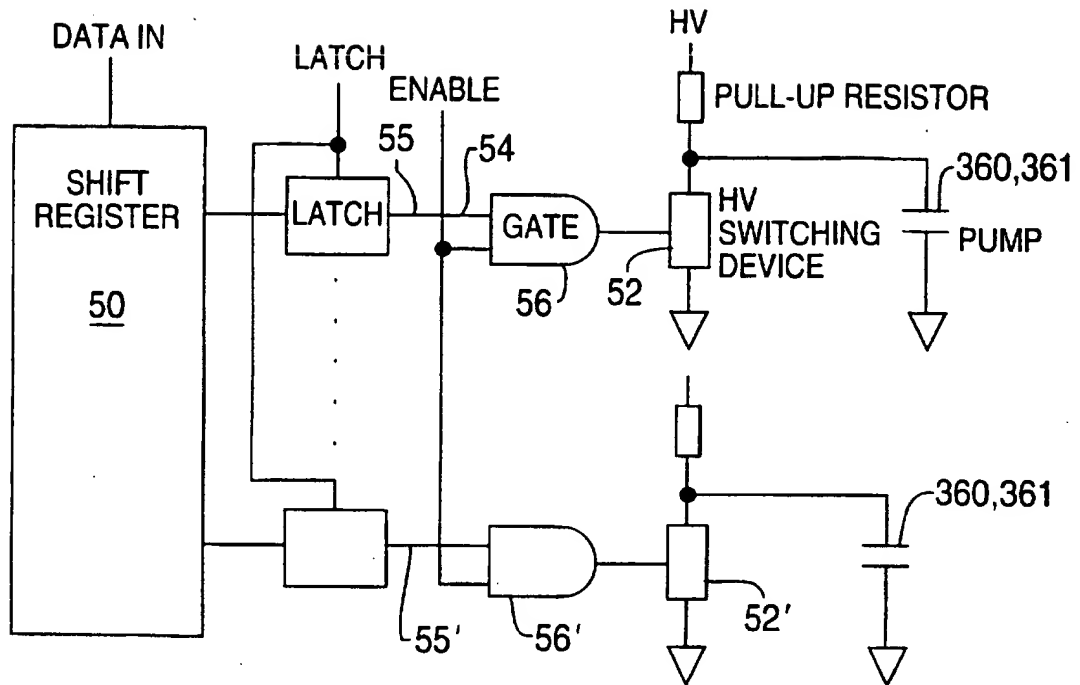 DATA IN
LATCH
ENABLE
HV
PULL-UP RESISTOR
55
54
360,361
SHIFT
REGISTER
LATCH
GATE
HV
SWITCHING
DEVICE
PUMP
50
56
52
360,361
55'
56'
52'